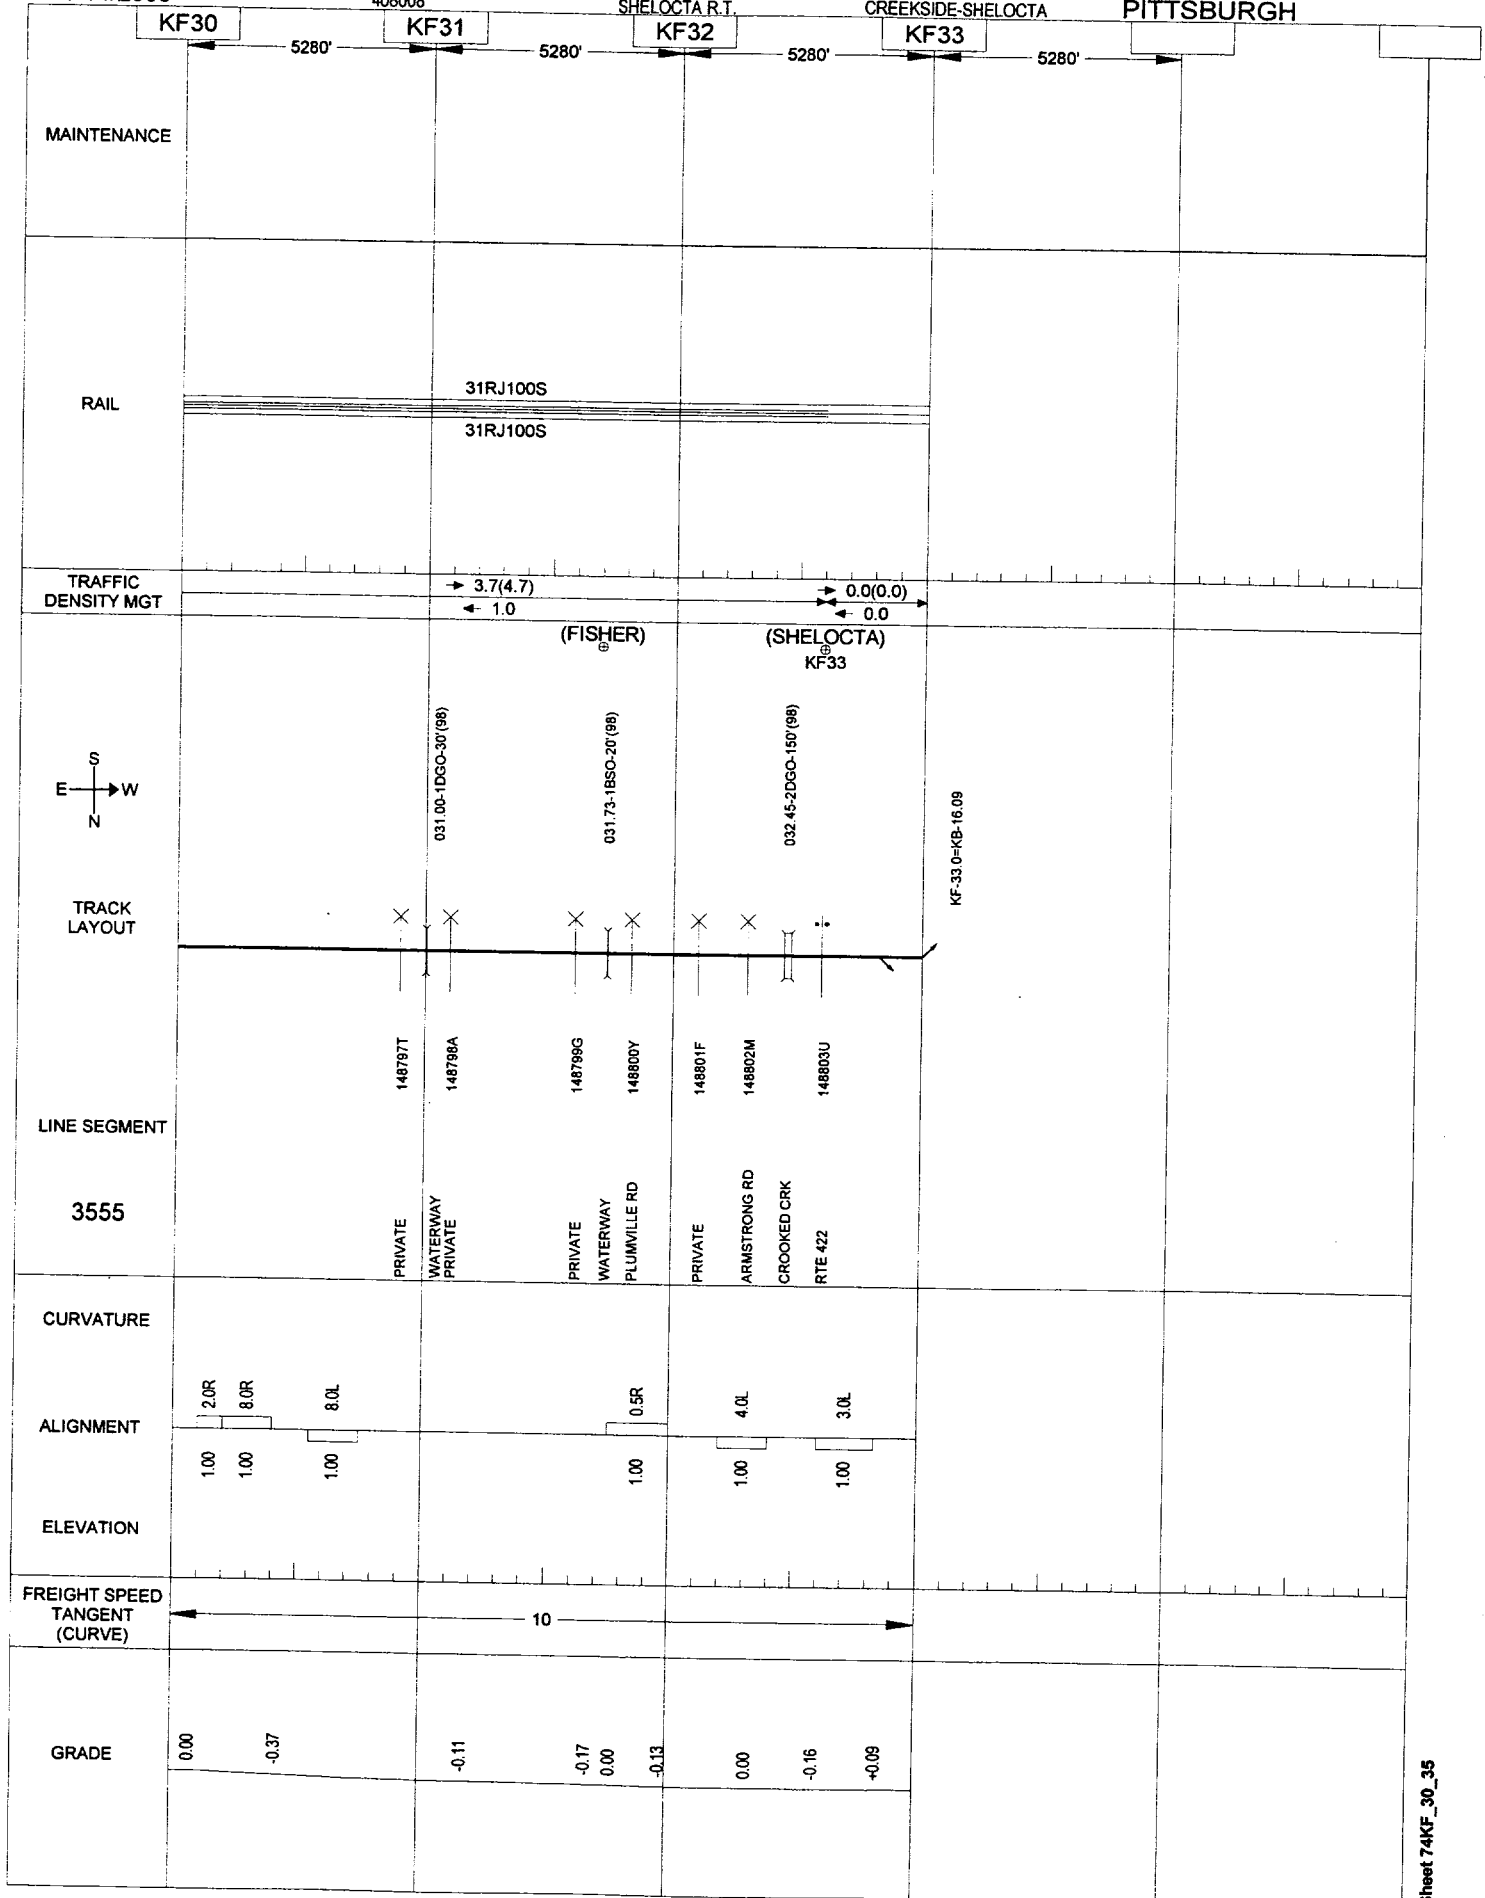 SHELOCTA R.T.
CREEKSIDE-SHELOCTA
PITTSBURGH
KF30
KF31
KF32
KF33
5280'
5280'
5280'
5280'
MAINTENANCE
RAIL
31RJ100S
31RJ100S
TRAFFIC
DENSITY MGT
3.7(4.7)
1.0
0.0(0.0)
0.0
(FISHER)
(SHELOCTA)
KF33
S
E W
N
031.00-1DGO-30'(98)
031.73-1BSO-20'(98)
032.45-2DGO-150'(98)
KF-33.0=KB-16.09
TRACK
LAYOUT
148797T
148798A
148799G
148800Y
148801F
148802M
148803U
LINE SEGMENT
3555
PRIVATE
WATERWAY
PRIVATE
PRIVATE
WATERWAY
PLUMVILLE RD
PRIVATE
ARMSTRONG RD
CROOKED CRK
RTE 422
CURVATURE
2.0R
8.0R
8.0L
0.5R
4.0L
3.0L
ALIGNMENT
1.00
1.00
1.00
1.00
1.00
1.00
ELEVATION
FREIGHT SPEED
TANGENT
(CURVE)
10
GRADE
0.00
-0.37
-0.11
-0.17
0.00
-0.13
0.00
-0.16
+0.09
74KF_30_35